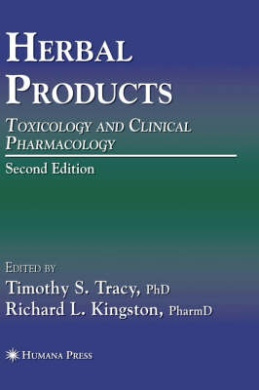 HERBAL
PRODUCTS
TOXICOLOGY AND CLINICAL
PHARMACOLOGY
Second Edition
EDITED BY
Timothy S. Tracy, PhD
Richard L. Kingston, PharmD
HUMANA PRESS